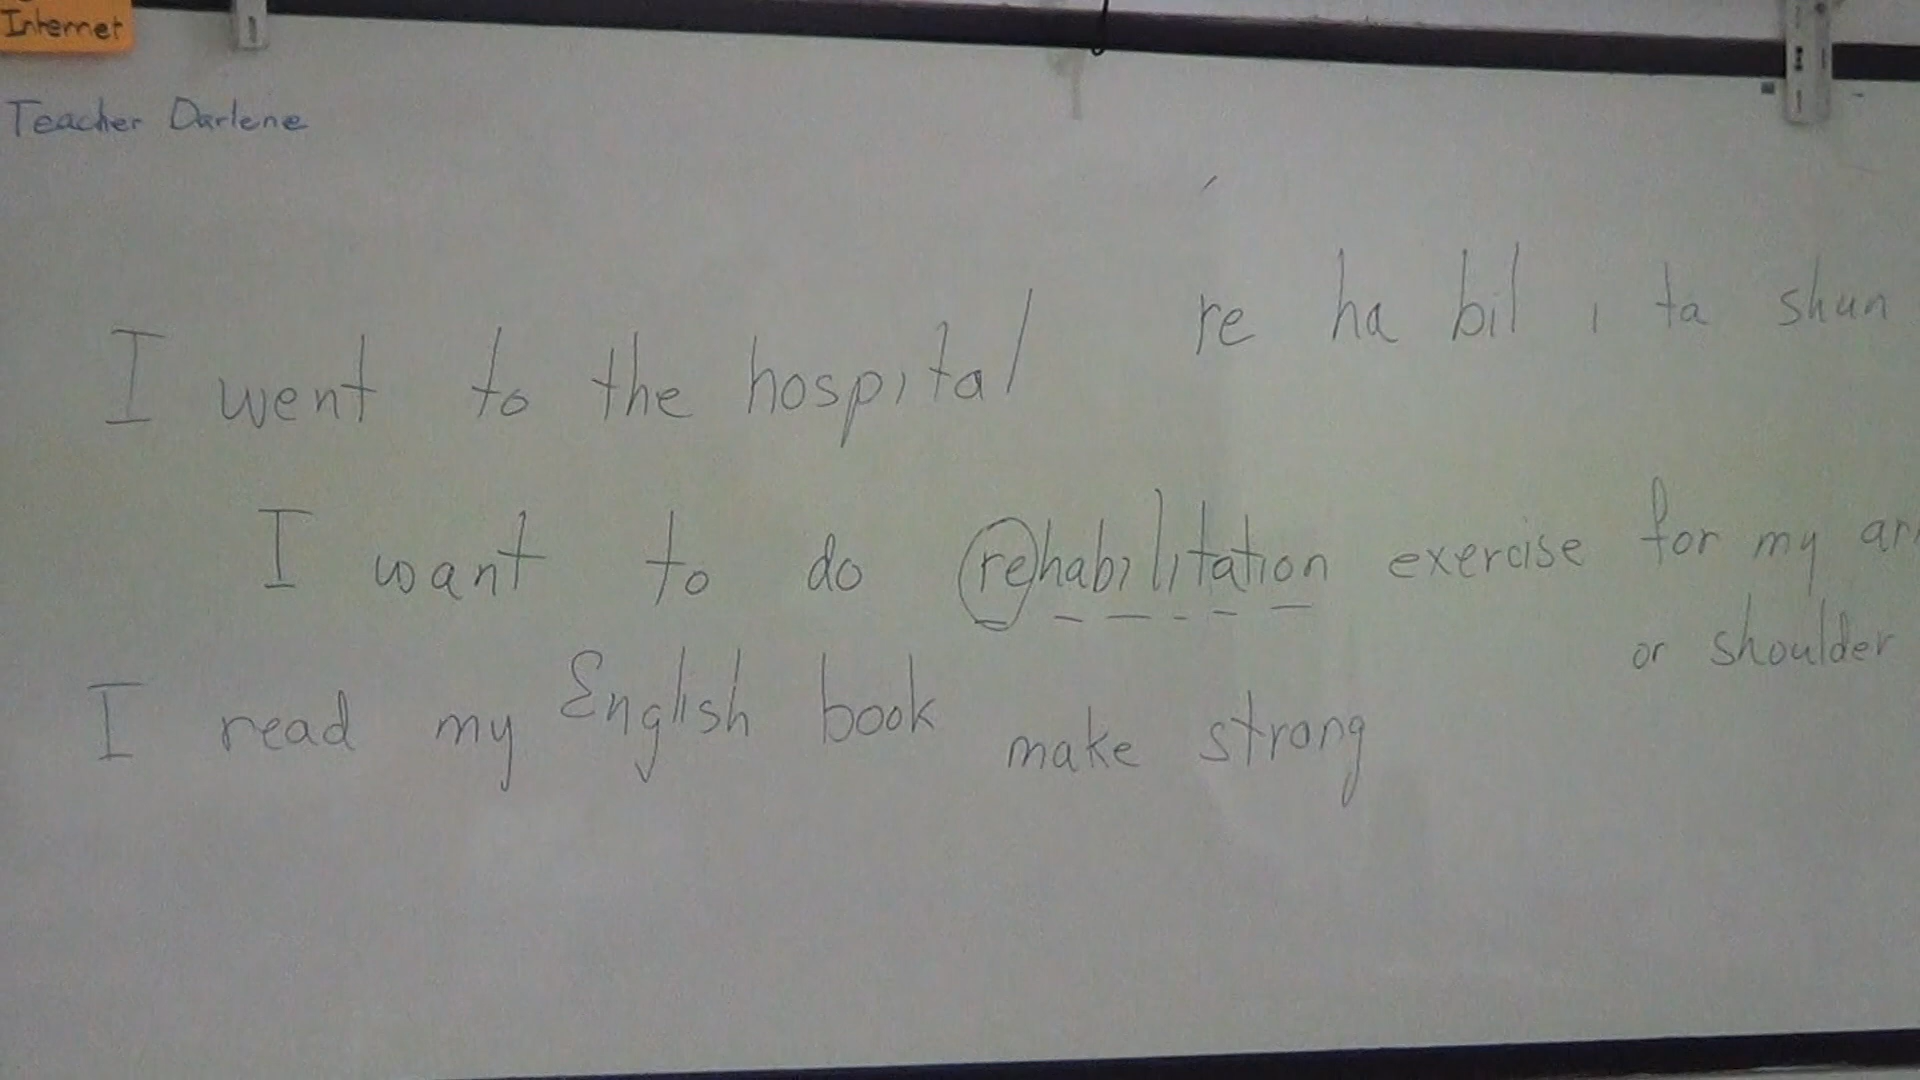 Internet
Teacher Darlene
re ha bil i ta shun
I went to the hospital
I want to do rehabilitation exercise for my
or shoulder
I read my English book make strong